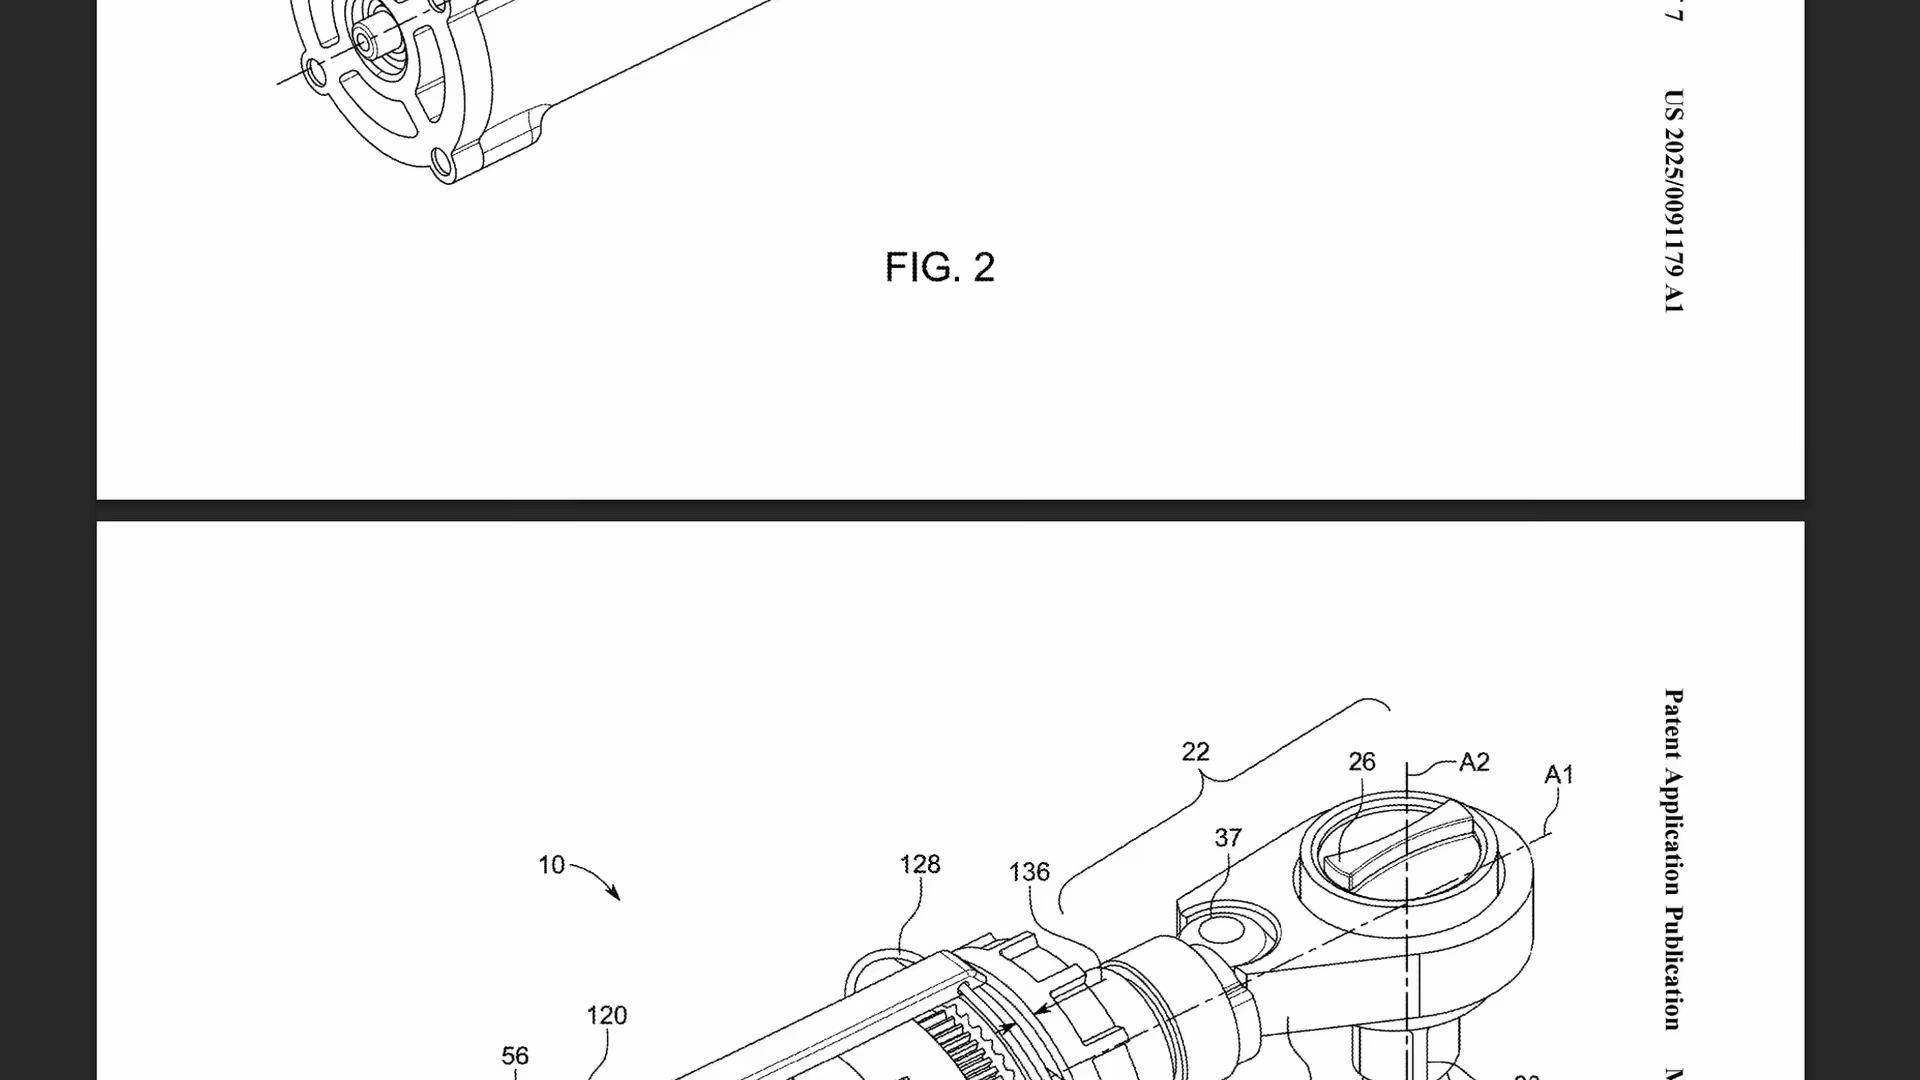 7
US 2025/0091179 A1
FIG. 2
Patent Application Publication
22
26
A2
A1
37
10
128
136
120
56